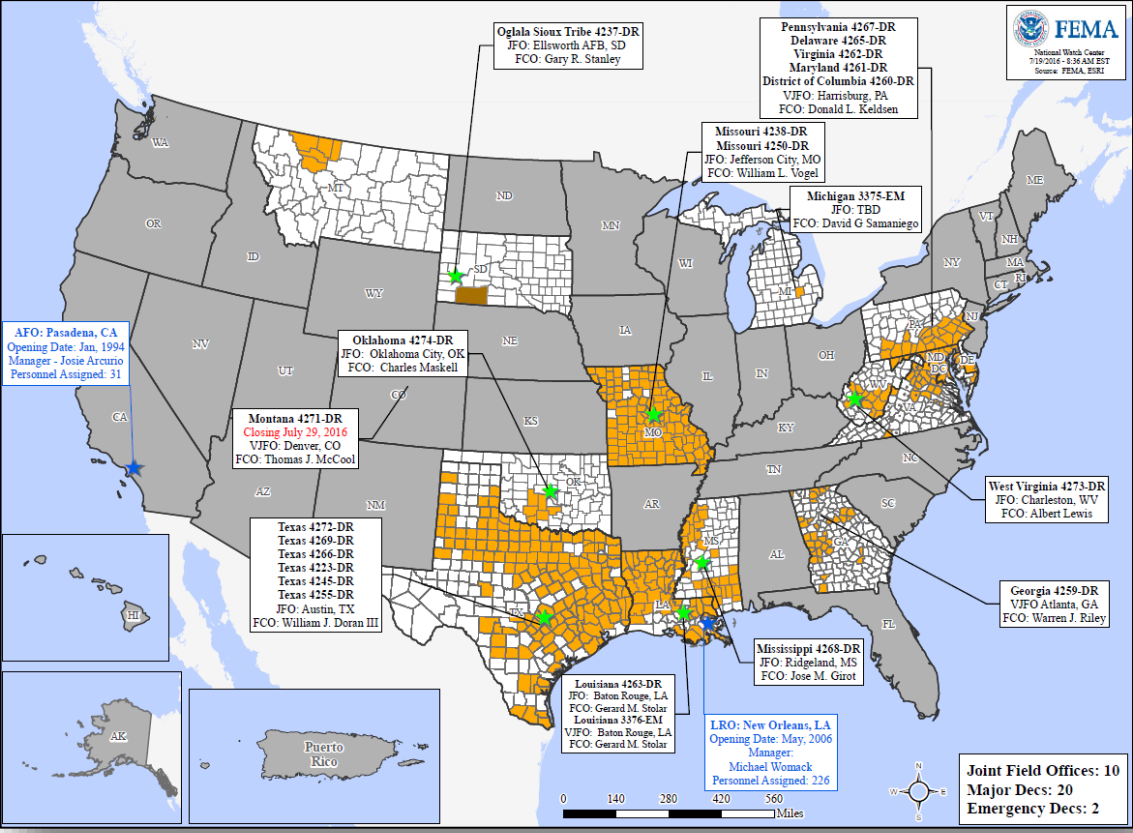 Oglala Sioux Tribe 4237-DR
JFO: Ellsworth AFB, SD
FCO: Gary R. Stanley
Pennsylvania 4267-DR
Delaware 4265-DR
Virginia 4262-DR
Maryland 4261-DR
District of Columbia 4260-DR
VJFO: Harrisburg, PA
FCO: Donald L. Keldsen
FEMA
National Watch Center
7/19/2016 - 8:36 AM EST
Source: FEMA, ESRI
Missouri 4238-DR
Missouri 4250-DR
JFO: Jefferson City, MO
FCO: William L. Vogel
Michigan 3375-EM
JFO: TBD
FCO: David G Samaniego
WA
OR
ID
MT
ND
SD
WY
MN
WI
MI
IA
NE
NV
UT
CO
CA
AZ
NM
KS
OK
TX
MO
AR
LA
IL
IN
OH
KY
TN
MS
AL
GA
FL
SC
NC
VA
WV
PA
MD
DC
DE
NJ
NY
CT
RI
MA
NH
VT
ME
AFO: Pasadena, CA
Opening Date: Jan, 1994
Manager - Josie Arcurio
Personnel Assigned: 31
Oklahoma 4274-DR
JFO: Oklahoma City, OK
FCO: Charles Maskell
Montana 4271-DR
Closing July 29, 2016
VJFO: Denver, CO
FCO: Thomas J. McCool
Texas 4272-DR
Texas 4269-DR
Texas 4266-DR
Texas 4223-DR
Texas 4245-DR
Texas 4255-DR
JFO: Austin, TX
FCO: William J. Doran III
West Virginia 4273-DR
JFO: Charleston, WV
FCO: Albert Lewis
Georgia 4259-DR
VJFO Atlanta, GA
FCO: Warren J. Riley
Mississippi 4268-DR
JFO: Ridgeland, MS
FCO: Jose M. Girot
Louisiana 4263-DR
JFO: Baton Rouge, LA
FCO: Gerard M. Stolar
Louisiana 3376-EM
VJFO: Baton Rouge, LA
FCO: Gerard M. Stolar
LRO: New Orleans, LA
Opening Date: May, 2006
Manager:
Michael Womack
Personnel Assigned: 226
HI
AK
Puerto
Rico
0 140 280 420 560
Miles
N
W E
S
Joint Field Offices: 10
Major Decs: 20
Emergency Decs: 2